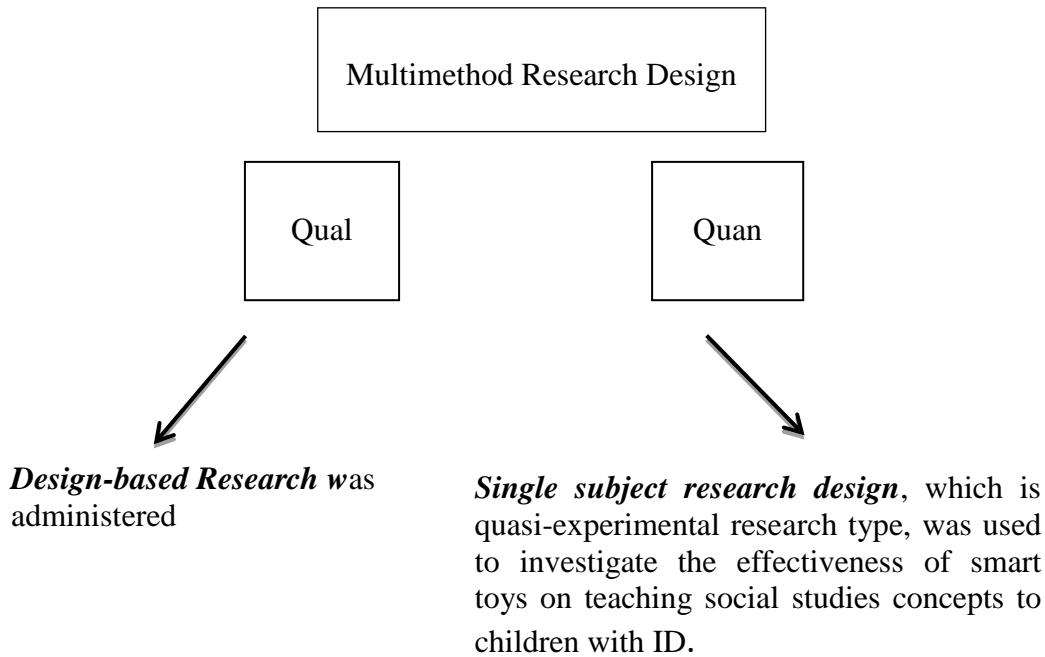 Multimethod Research Design
Qual
Quan
Design-based Research was
administered
Single subject research design, which is
quasi-experimental research type, was used
to investigate the effectiveness of smart
toys on teaching social studies concepts to
children with ID.